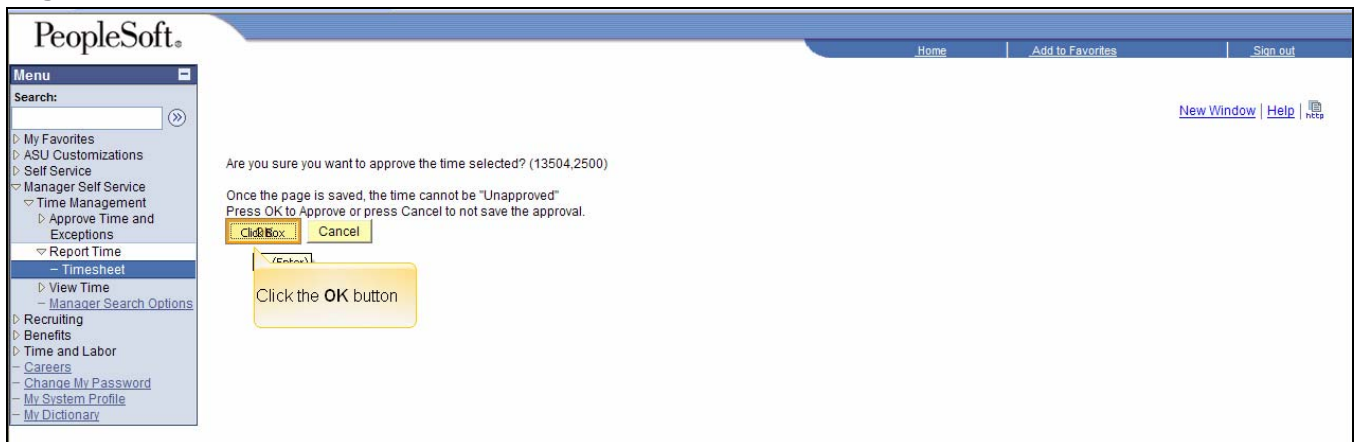 PeopleSoft®
Home | Add to Favorites | Sign out
Menu
Search:
New Window | Help | http
My Favorites
ASU Customizations
Self Service
Manager Self Service
Time Management
Approve Time and
Exceptions
Report Time
– Timesheet
View Time
– Manager Search Options
Recruiting
Benefits
Time and Labor
– Careers
– Change My Password
– My System Profile
– My Dictionary
Are you sure you want to approve the time selected? (13504,2500)
Once the page is saved, the time cannot be "Unapproved"
Press OK to Approve or press Cancel to not save the approval.
Click Box Cancel
(Enter)
Click the OK button